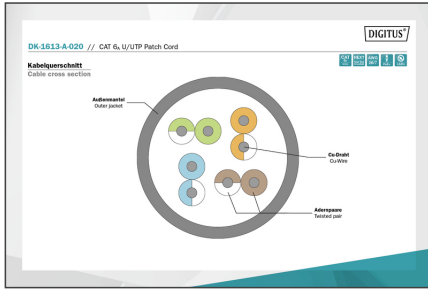 DIGITUS®
DK-1613-A-020 // CAT 6A U/UTP Patch Cord
Kabelquerschnitt
Cable cross section
Außenmantel
Outer jacket
Cu-Draht
Cu-Wire
Adernpaare
Twisted pair